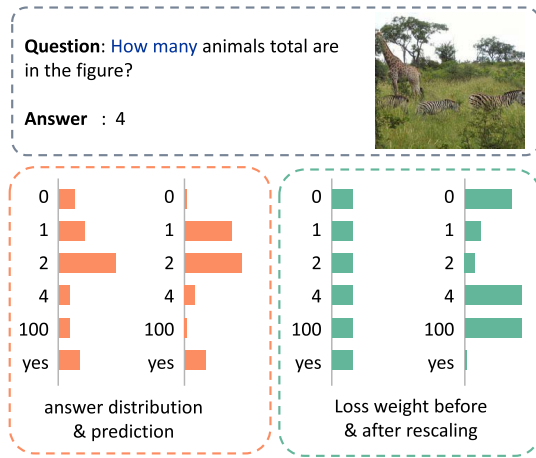 Question: How many animals total are
in the figure?
Answer : 4
0
1
2
4
100
yes
0
1
2
4
100
yes
answer distribution
& prediction
0
1
2
4
100
yes
0
1
2
4
100
yes
Loss weight before
& after rescaling